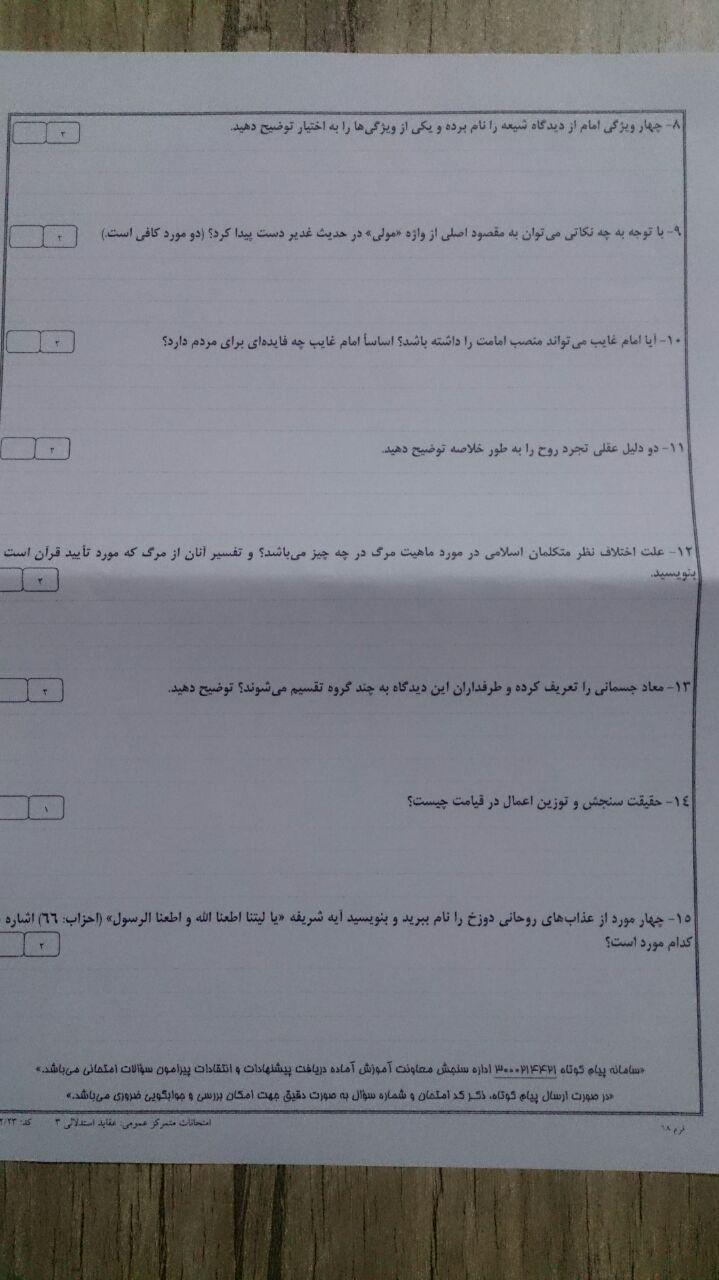 ۸- چهار ویژگی امام از دیدگاه شیعه را نام برده و یکی از ویژگی‌ها را به اختیار توضیح دهید.
۲
۹- با توجه به چه نکاتی می‌توان به مقصود اصلی از واژه «مولی» در حدیث غدیر دست پیدا کرد؟ (دو مورد کافی است.)
۲
۱۰- آیا امام غایب می‌تواند منصب امامت را داشته باشد؟ اساساً امام غایب چه فایده‌ای برای مردم دارد؟
۲
۱۱- دو دلیل عقلی تجرد روح را به طور خلاصه توضیح دهید.
۲
۱۲- علت اختلاف نظر متکلمان اسلامی در مورد ماهیت مرگ در چه چیز می‌باشد؟ و تفسیر آنان از مرگ که مورد تأیید قرآن است
بنویسید.
۲
۱۳- معاد جسمانی را تعریف کرده و طرفداران این دیدگاه به چند گروه تقسیم می‌شوند؟ توضیح دهید.
۲
۱۴- حقیقت سنجش و توزین اعمال در قیامت چیست؟
۱
۱۵- چهار مورد از عذاب‌های روحانی دوزخ را نام ببرید و بنویسید آیه شریفه «یا لیتنا اطعنا الله و اطعنا الرسول» (احزاب: ۶۶) اشاره
کدام مورد است؟
۲
«سامانه پیام کوتاه ۳۰۰۰۲۱۴۴۲۱ اداره سنجش معاونت آموزش آماده دریافت پیشنهادات و انتقادات پیرامون سؤالات امتحانی می‌باشد.»
«در صورت ارسال پیام کوتاه، ذکر کد امتحان و شماره سؤال به صورت دقیق جهت امکان بررسی و جوابگویی ضروری می‌باشد.»
فرم ۶۸ امتحانات متمرکز عمومی: عقاید استدلالی ۳ کد: